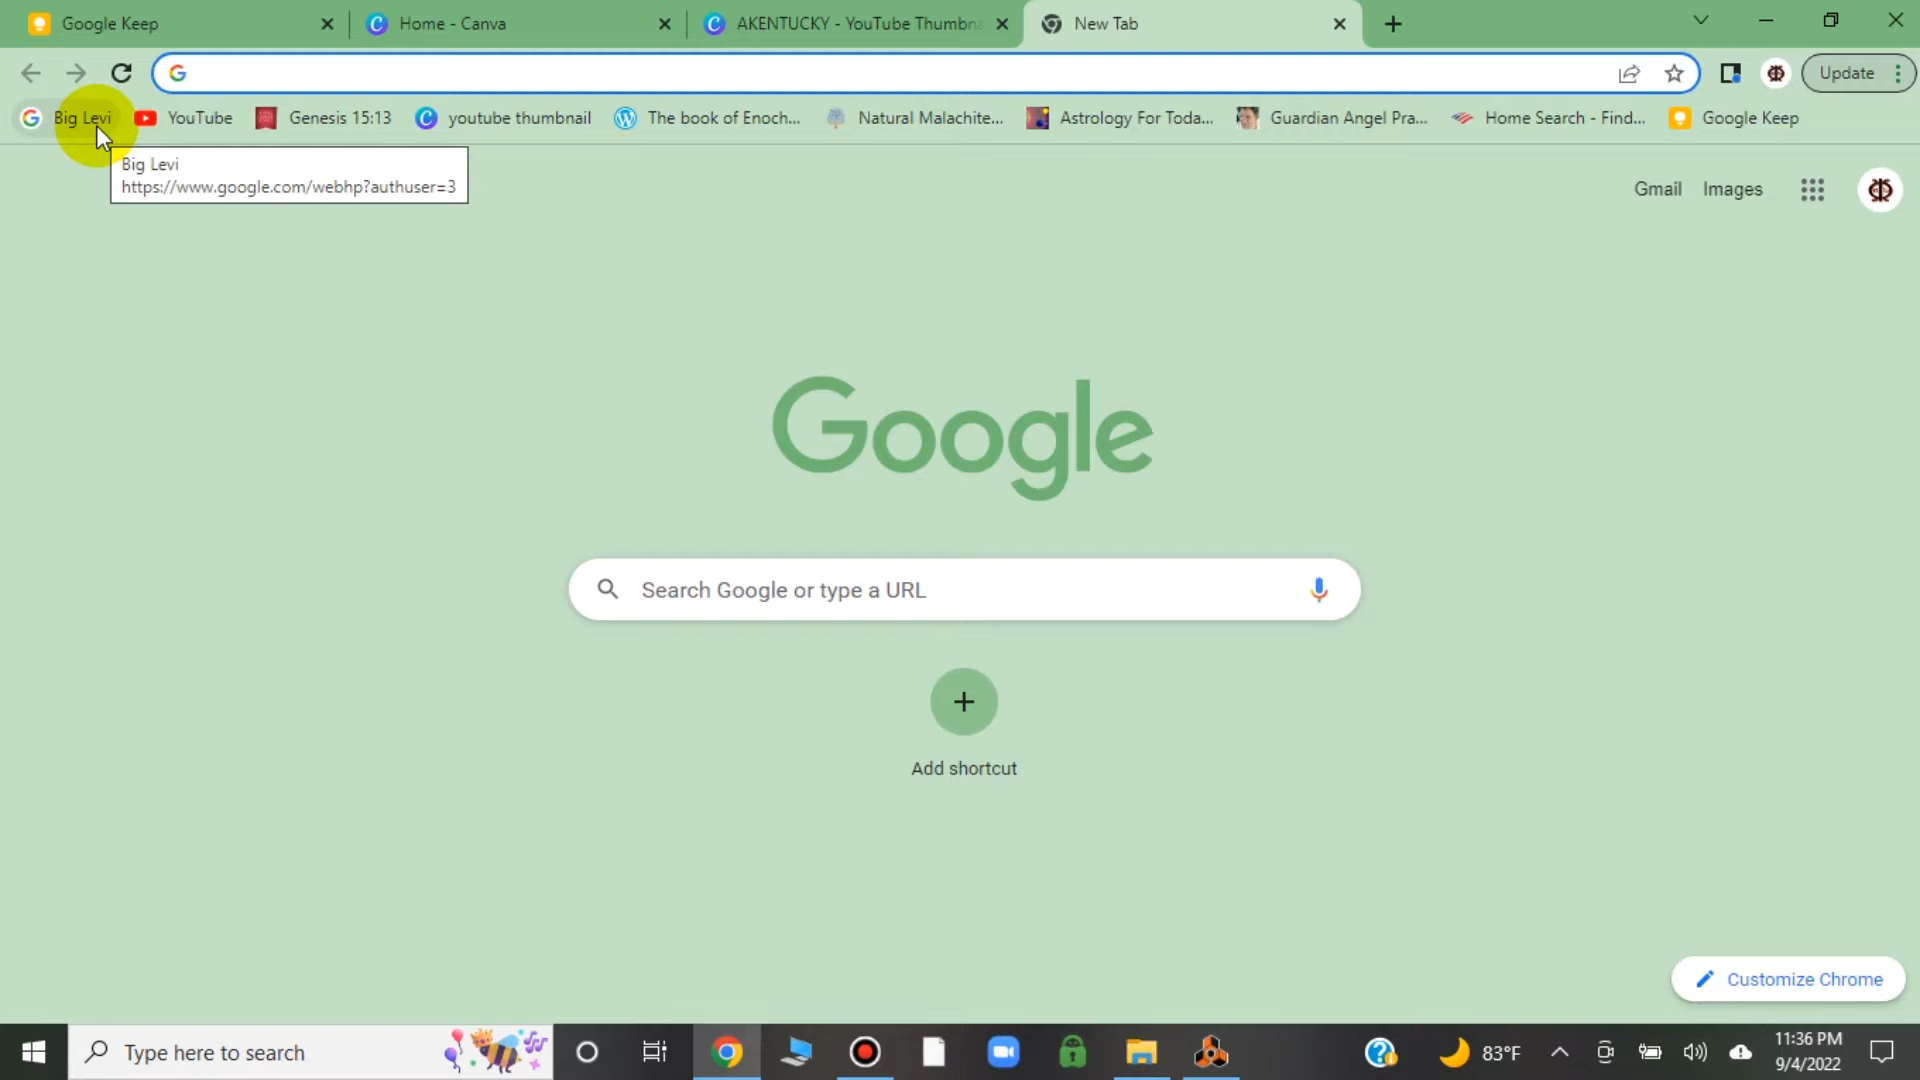 Google Keep
Home - Canva
AKENTUCKY - YouTube Thumbna
New Tab
Update
Big Levi
YouTube
Genesis 15:13
youtube thumbnail
The book of Enoch...
Natural Malachite...
Astrology For Toda...
Guardian Angel Pra...
Home Search - Find...
Google Keep
Big Levi
https://www.google.com/webhp?authuser=3
Gmail
Images
Google
Search Google or type a URL
Add shortcut
Customize Chrome
Type here to search
83°F
11:36 PM
9/4/2022